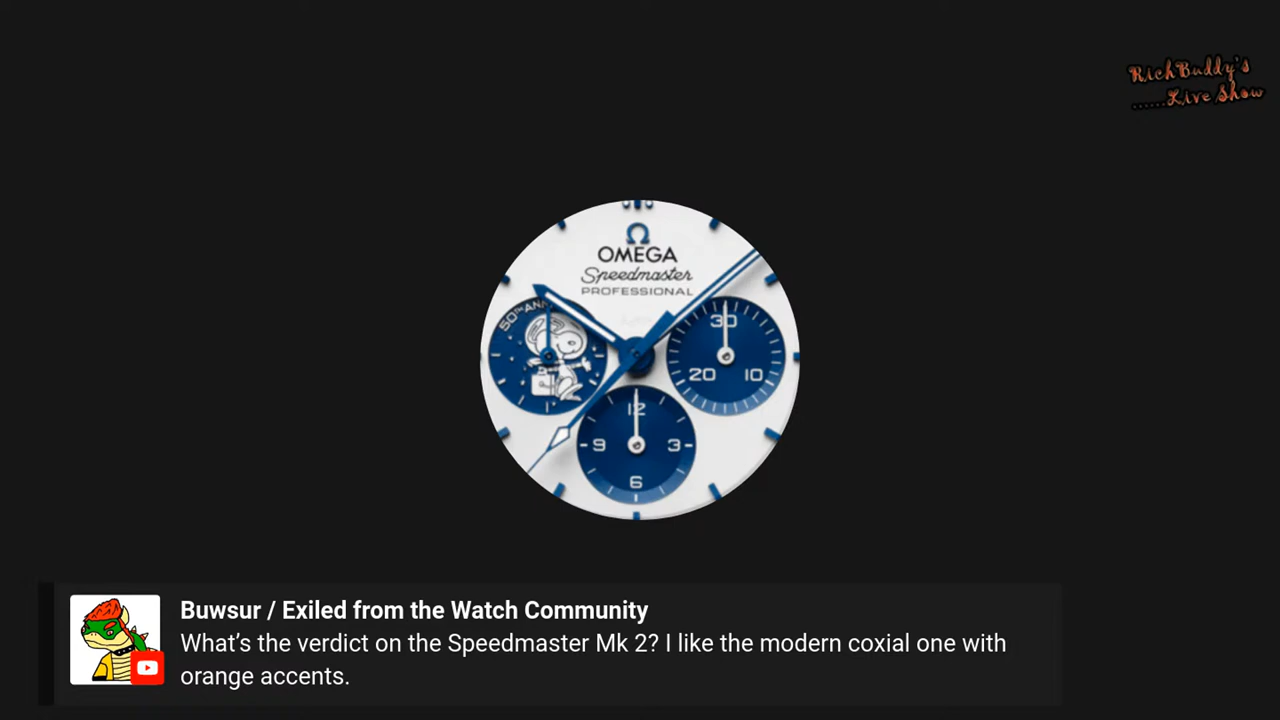 RichBuddy's
......Live Show
OMEGA
Speedmaster
PROFESSIONAL
50TH ANN
30
20 10
12
9 3
6
Buwsur / Exiled from the Watch Community
What’s the verdict on the Speedmaster Mk 2? I like the modern coxial one with
orange accents.